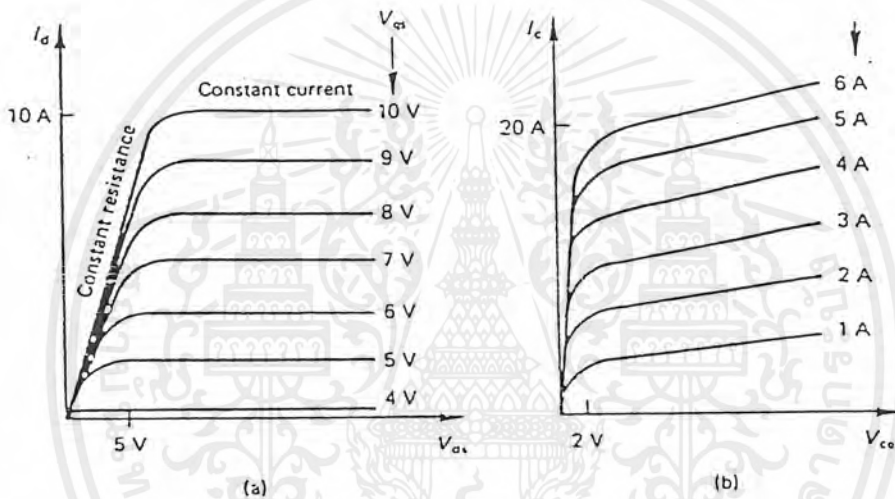 I_d
10 A
Constant resistance
Constant current
V_gs
10 V
9 V
8 V
7 V
6 V
5 V
4 V
5 V
V_ds
(a)
I_c
20 A
6 A
5 A
4 A
3 A
2 A
1 A
2 V
V_ce
(b)